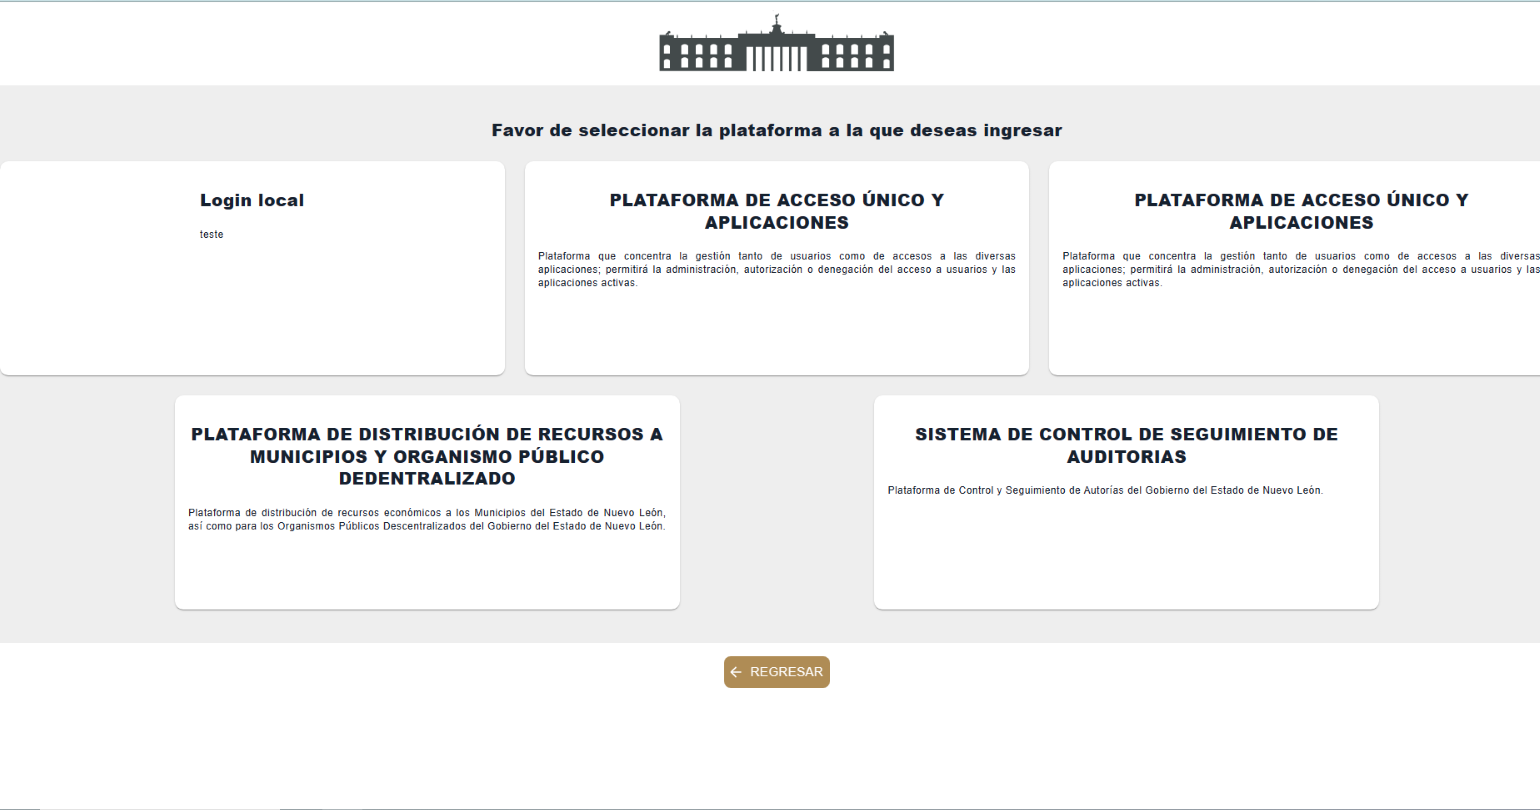 Favor de seleccionar la plataforma a la que deseas ingresar
Login local
teste
PLATAFORMA DE ACCESO ÚNICO Y
APLICACIONES
Plataforma que concentra la gestión tanto de usuarios como de accesos a las diversas
aplicaciones; permitirá la administración, autorización o denegación del acceso a usuarios y las
aplicaciones activas.
PLATAFORMA DE ACCESO ÚNICO Y
APLICACIONES
Plataforma que concentra la gestión tanto de usuarios como de accesos a las diversas
aplicaciones; permitirá la administración, autorización o denegación del acceso a usuarios y las
aplicaciones activas.
PLATAFORMA DE DISTRIBUCIÓN DE RECURSOS A
MUNICIPIOS Y ORGANISMO PÚBLICO
DEDENTRALIZADO
Plataforma de distribución de recursos económicos a los Municipios del Estado de Nuevo León,
así como para los Organismos Públicos Descentralizados del Gobierno del Estado de Nuevo León.
SISTEMA DE CONTROL DE SEGUIMIENTO DE
AUDITORIAS
Plataforma de Control y Seguimiento de Autorías del Gobierno del Estado de Nuevo León.
REGRESAR